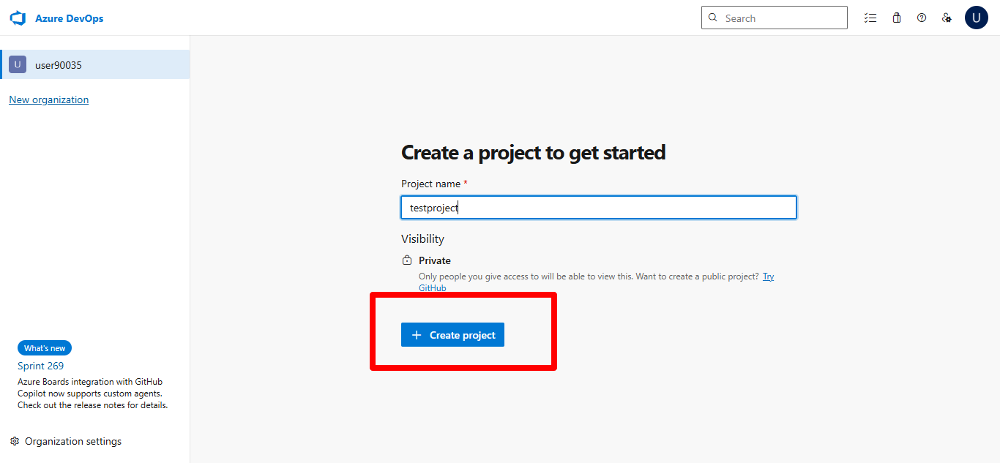 Azure DevOps
Search
U
U
user90035
New organization
Create a project to get started
Project name *
testproject
Visibility
Private
Only people you give access to will be able to view this. Want to create a public project? Try
GitHub
Create project
What's new
Sprint 269
Azure Boards integration with GitHub
Copilot now supports custom agents.
Check out the release notes for details.
Organization settings